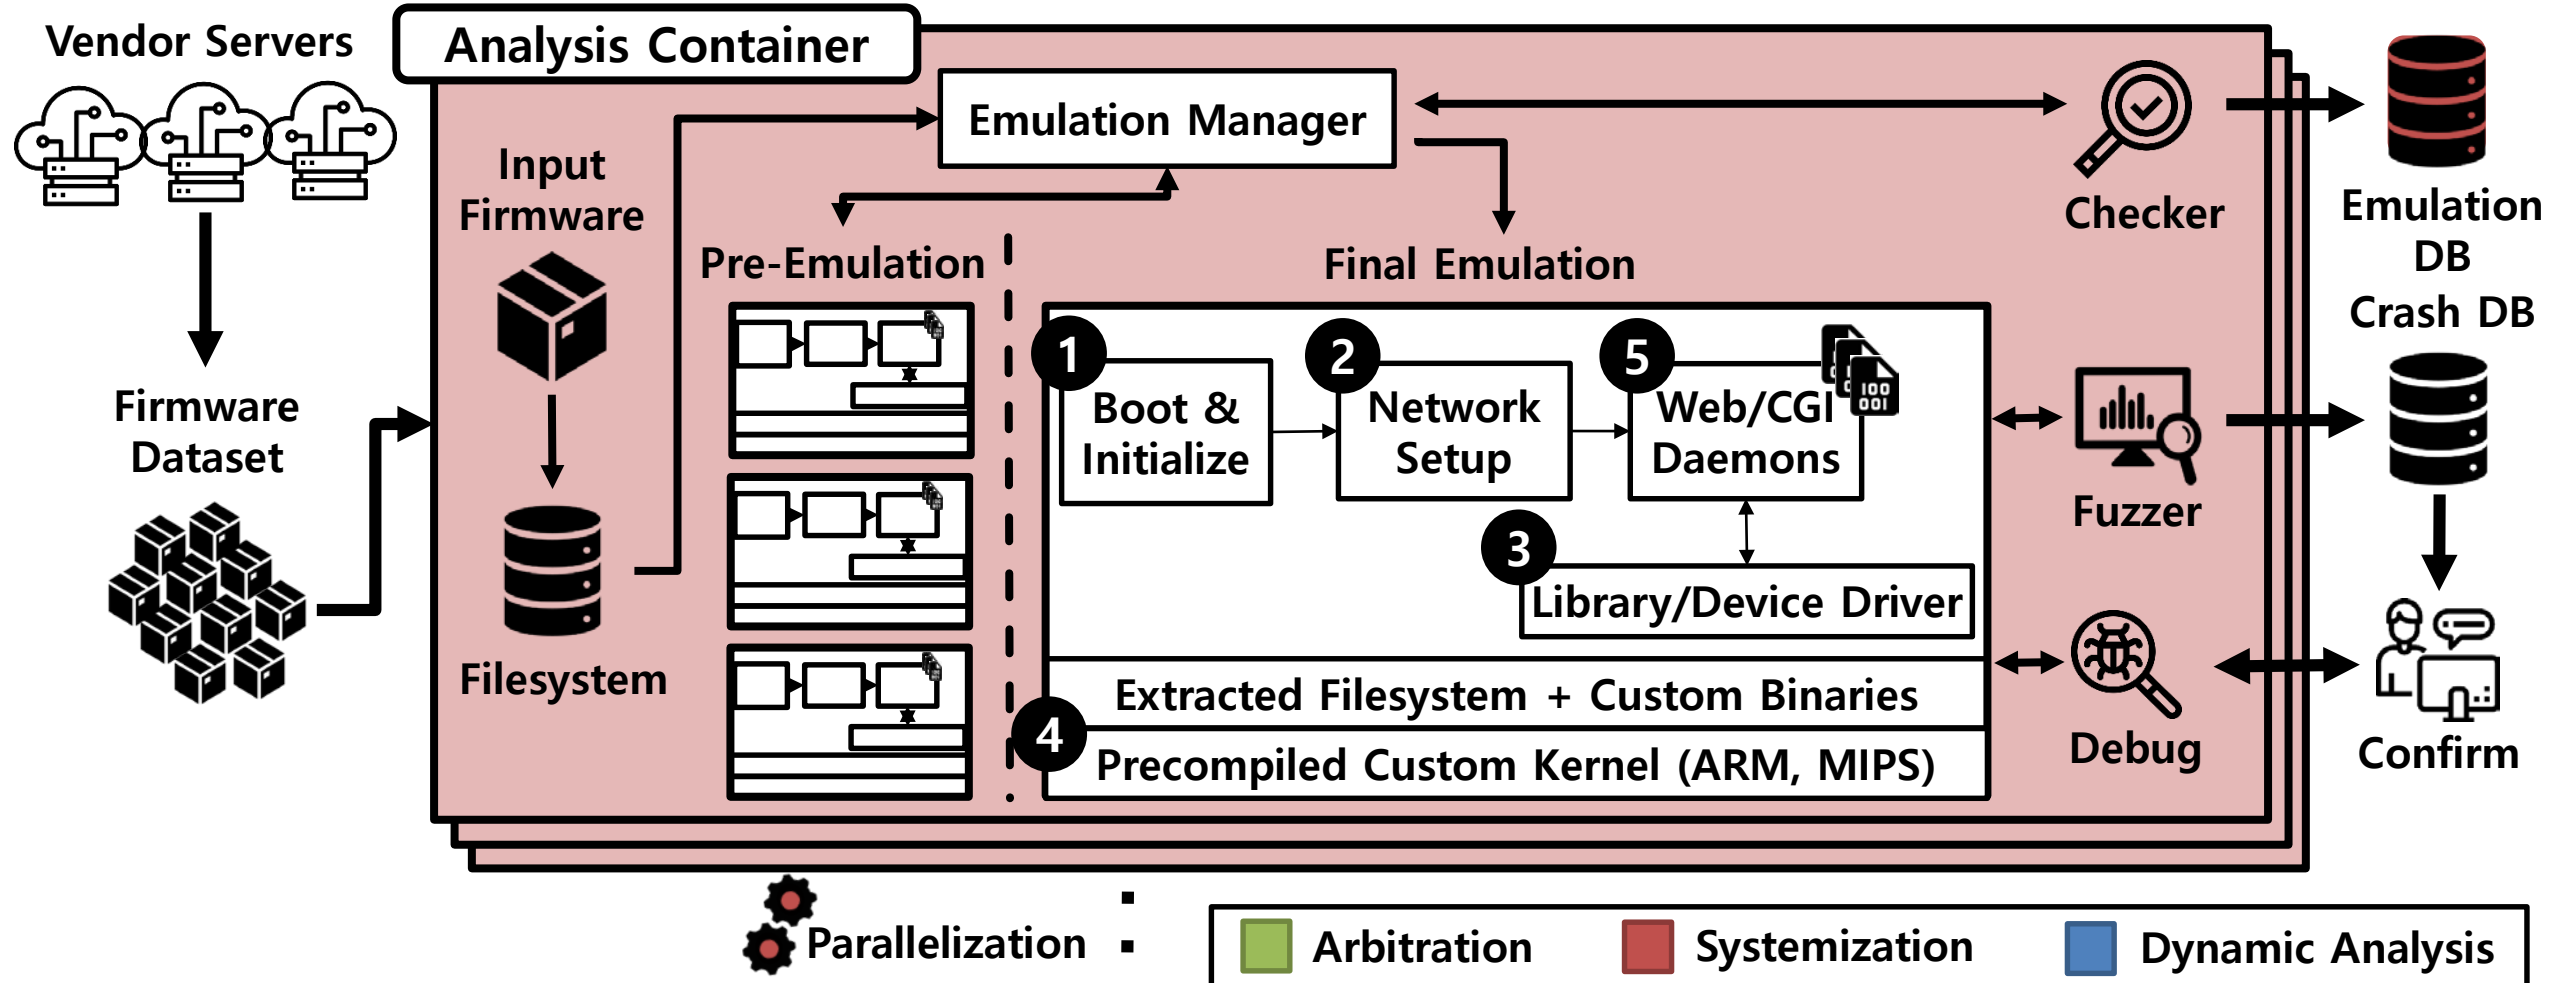 Vendor Servers
Analysis Container
Emulation Manager
Input
Firmware
Checker
Emulation
DB
Pre-Emulation
Final Emulation
Crash DB
Firmware
Dataset
1
Boot &
Initialize
2
Network
Setup
5
Web/CGI
Daemons
100
001
Fuzzer
3
Library/Device Driver
Filesystem
Extracted Filesystem + Custom Binaries
4
Precompiled Custom Kernel (ARM, MIPS)
Debug
Confirm
Parallelization
Arbitration
Systemization
Dynamic Analysis